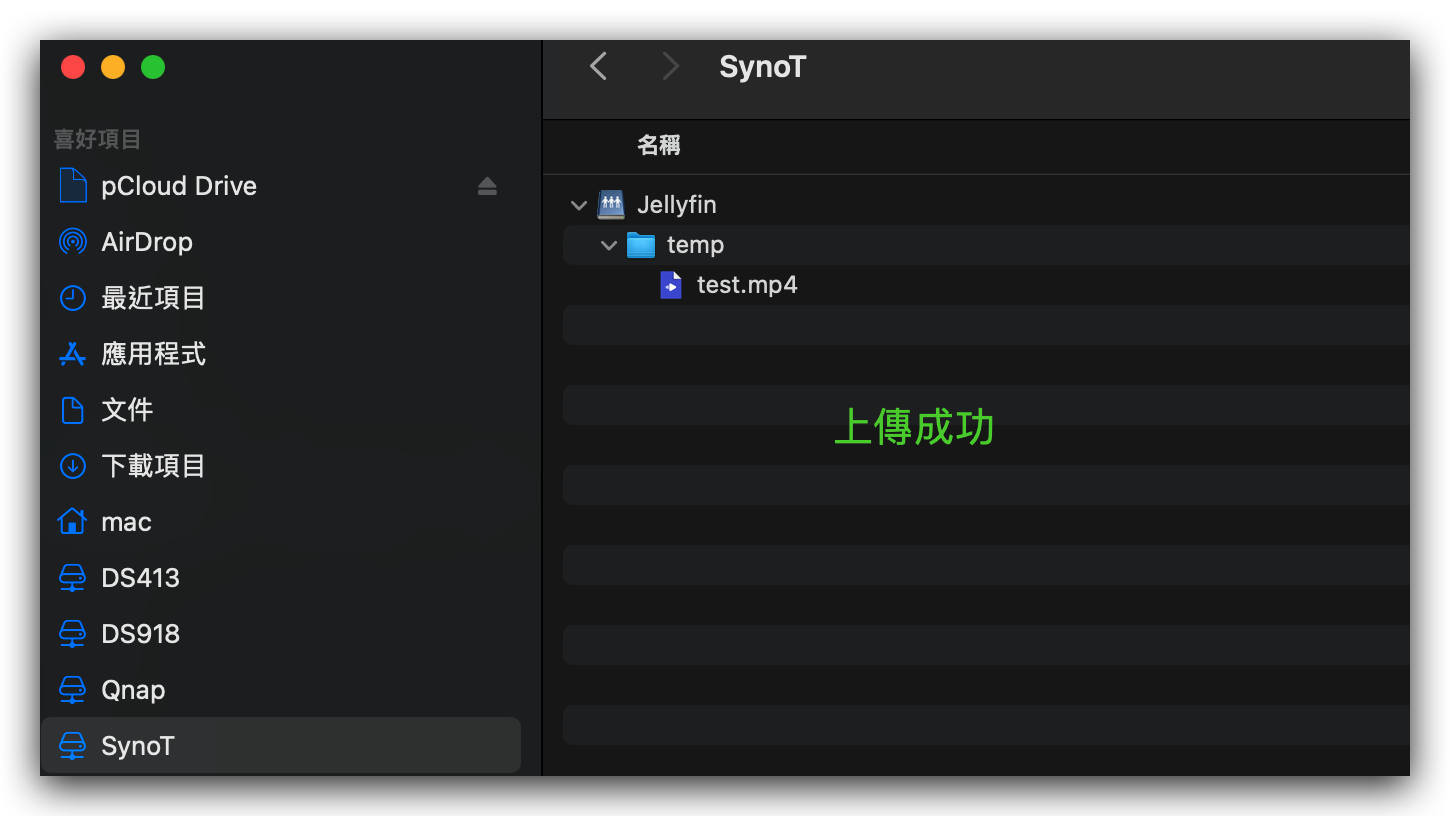 喜好項目
pCloud Drive
AirDrop
最近項目
應用程式
文件
下載項目
mac
DS413
DS918
Qnap
SynoT
SynoT
名稱
Jellyfin
temp
test.mp4
上傳成功